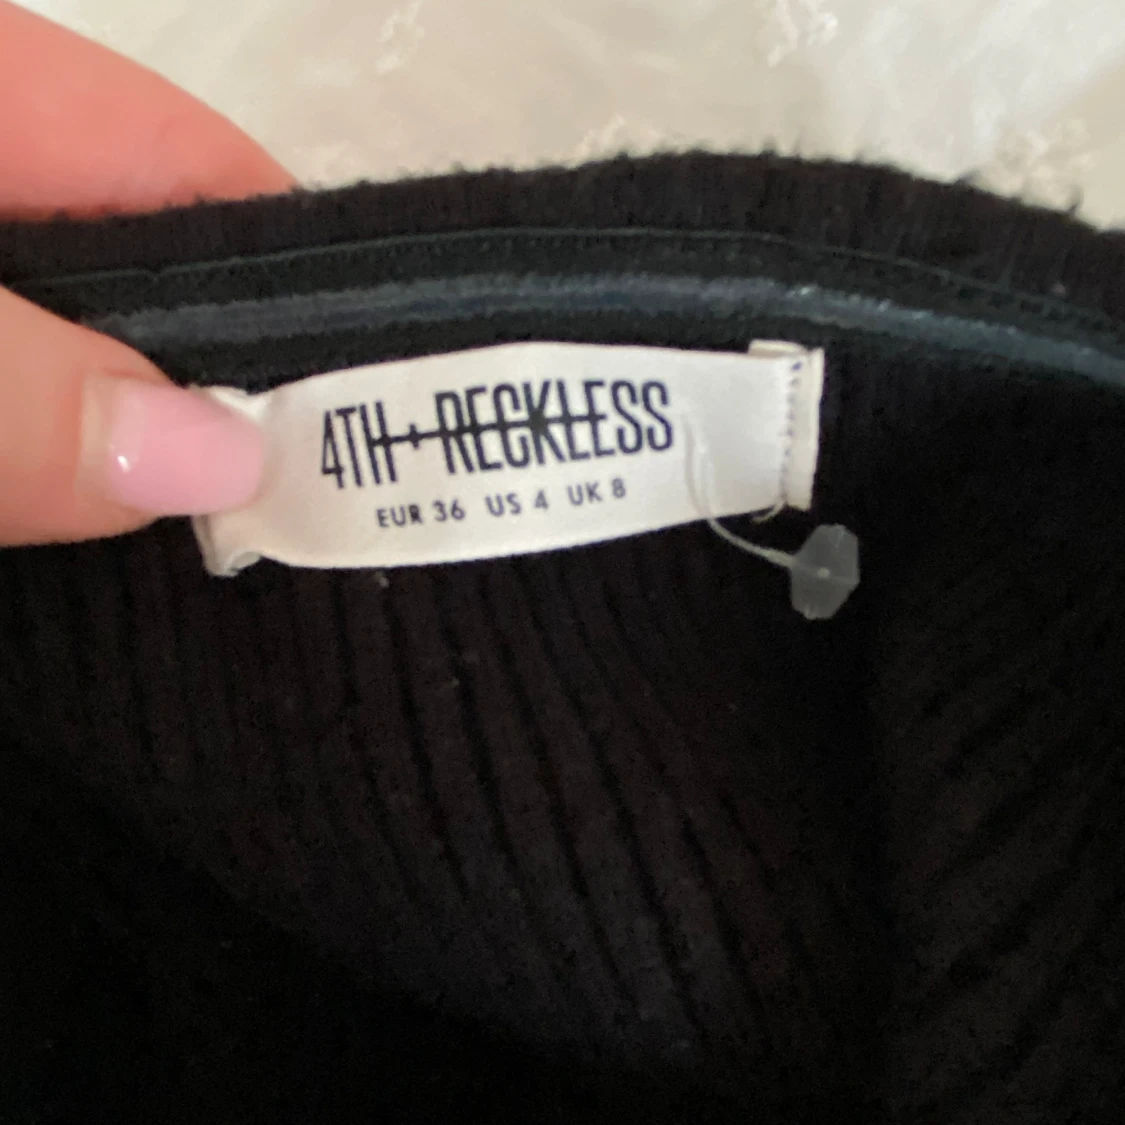 4TH + RECKLESS
EUR 36 US 4 UK 8